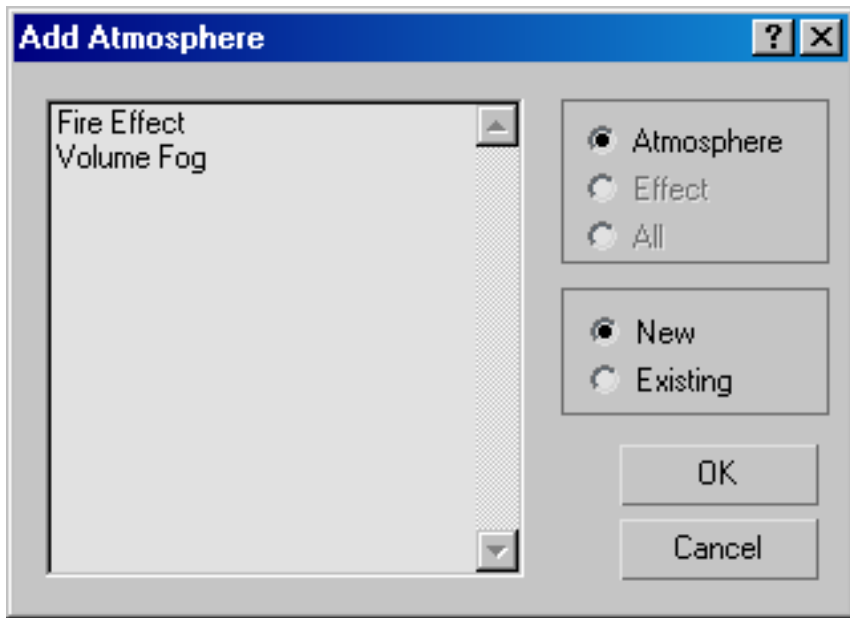 Add Atmosphere
Fire Effect
Volume Fog
Atmosphere
Effect
All
New
Existing
OK
Cancel